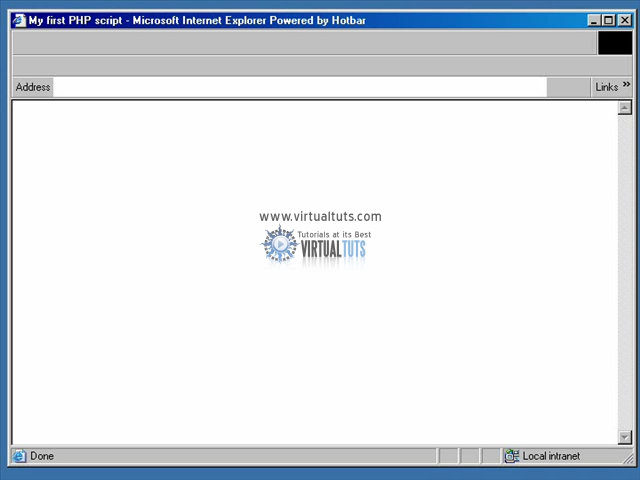 My first PHP script - Microsoft Internet Explorer Powered by Hotbar
Address
Links
www.virtualtuts.com
Tutorials at its Best
VIRTUALTUTS
Done
Local intranet